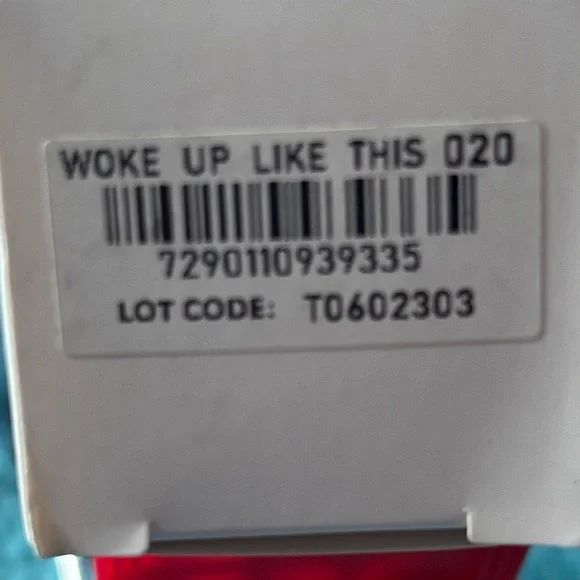 WOKE UP LIKE THIS 020
7290110939335
LOT CODE: T0602303